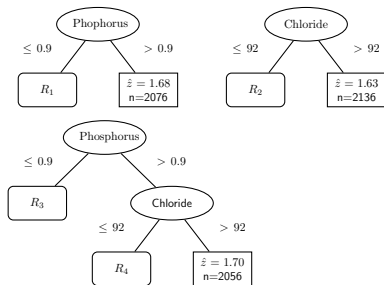 Phophorus
≤ 0.9
> 0.9
R₁
ẑ = 1.68
n=2076
Chloride
≤ 92
> 92
R₂
ẑ = 1.63
n=2136
Phosphorus
≤ 0.9
> 0.9
R₃
Chloride
≤ 92
> 92
R₄
ẑ = 1.70
n=2056